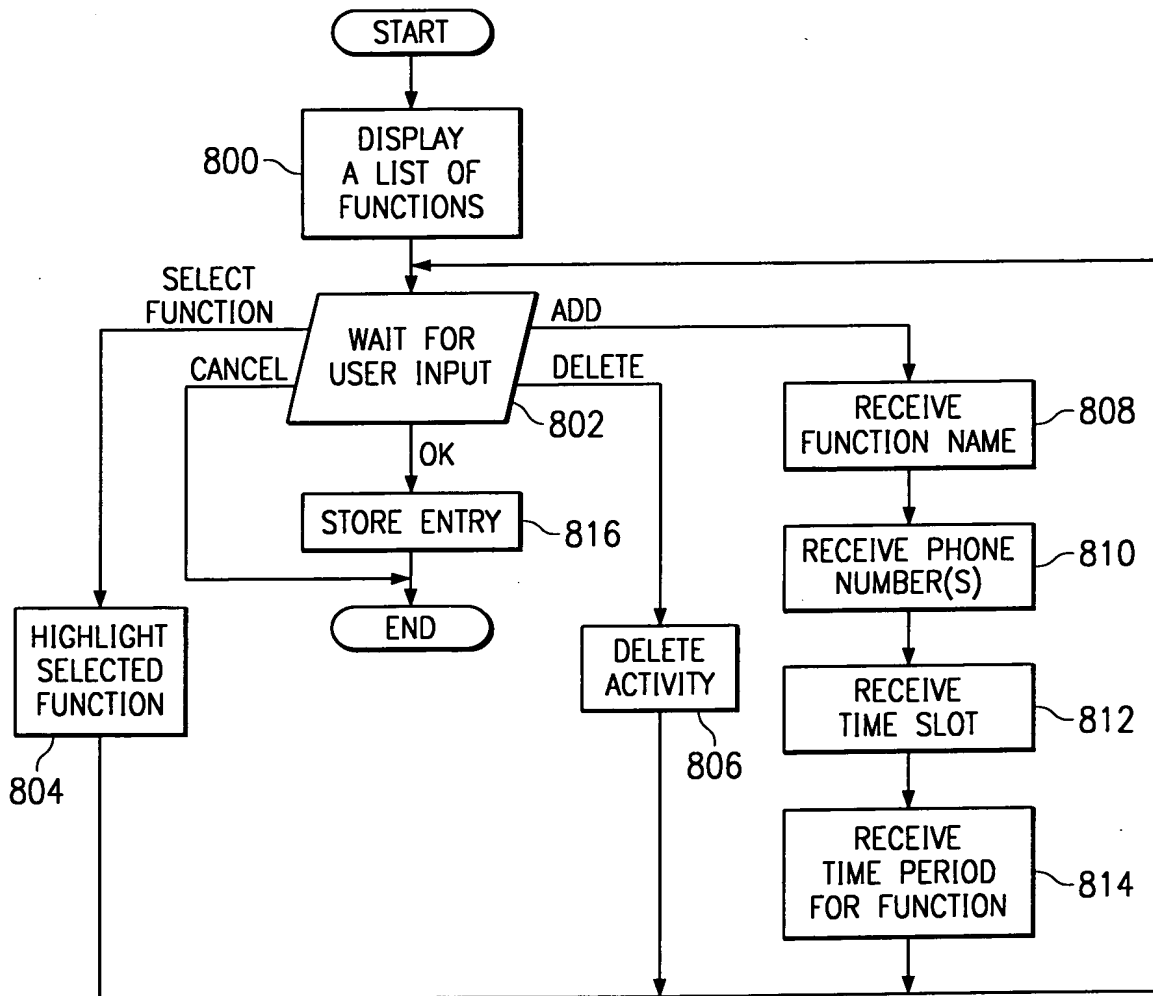 START
DISPLAY
A LIST OF
FUNCTIONS
800
SELECT
FUNCTION
WAIT FOR
USER INPUT
ADD
CANCEL
DELETE
802
OK
RECEIVE
FUNCTION NAME
808
STORE ENTRY
816
RECEIVE PHONE
NUMBER(S)
810
END
HIGHLIGHT
SELECTED
FUNCTION
804
DELETE
ACTIVITY
806
RECEIVE
TIME SLOT
812
RECEIVE
TIME PERIOD
FOR FUNCTION
814